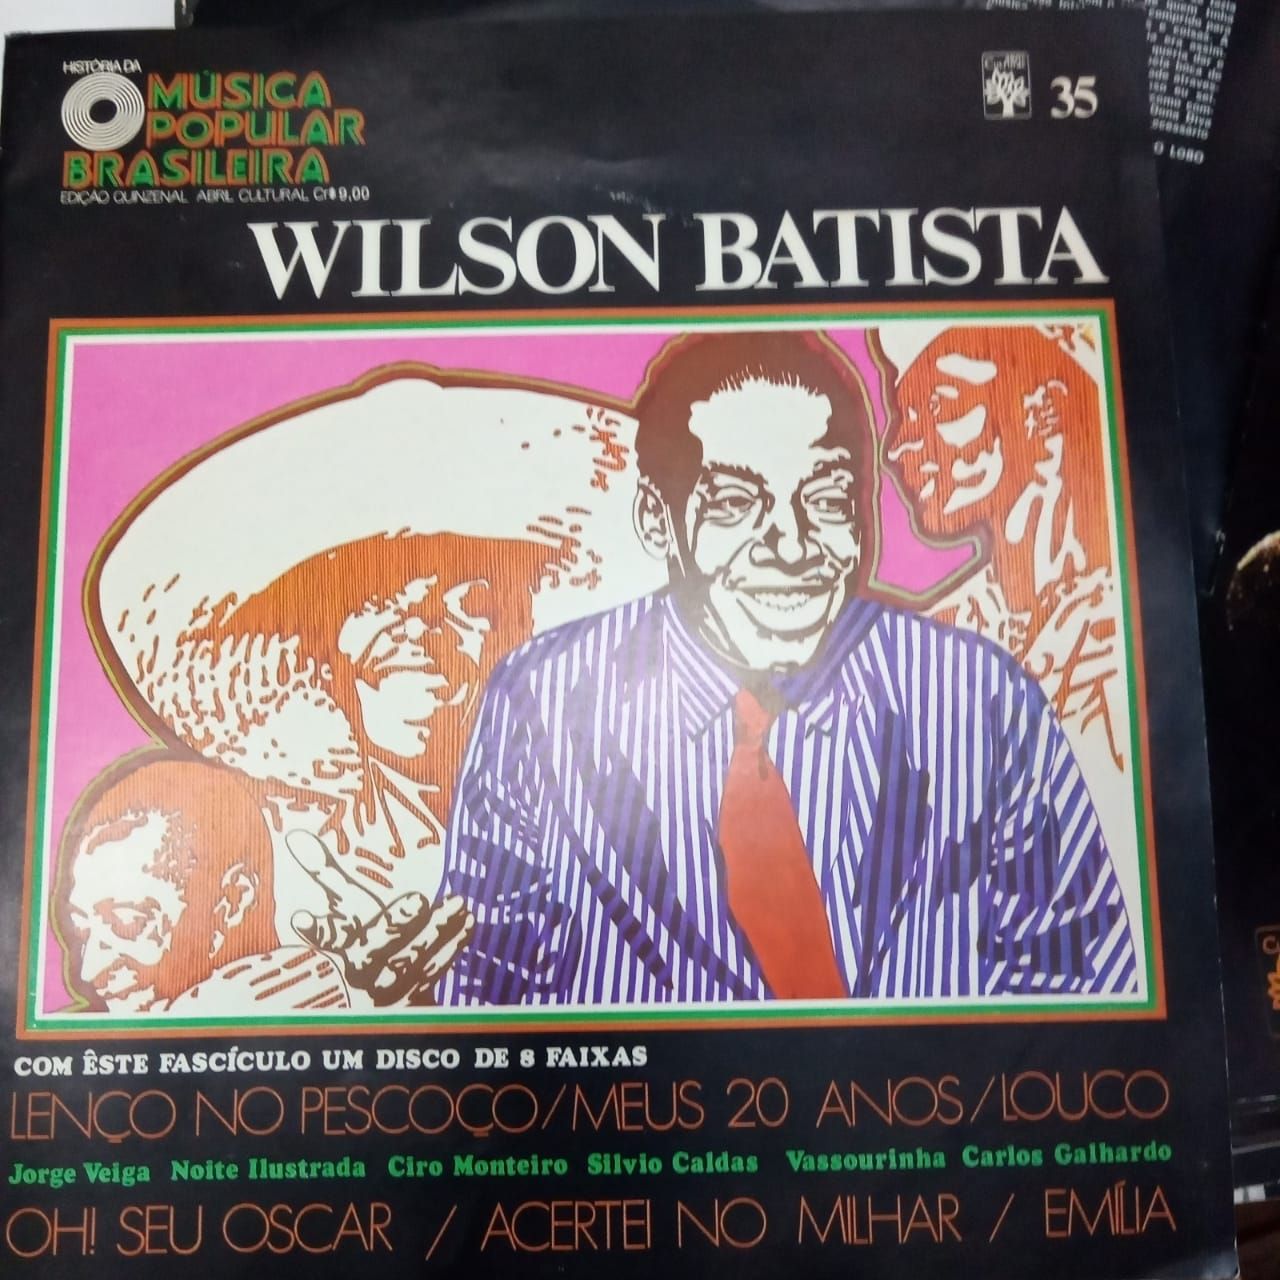 HISTÓRIA DA
MÚSICA
POPULAR
BRASILEIRA
EDIÇÃO QUINZENAL ABRIL CULTURAL Cr$9,00
35
WILSON BATISTA
COM ÊSTE FASCÍCULO UM DISCO DE 8 FAIXAS
LENÇO NO PESCOÇO/MEUS 20 ANOS/LOUCO
Jorge Veiga Noite Ilustrada Ciro Monteiro Silvio Caldas Vassourinha Carlos Galhardo
OH! SEU OSCAR / ACERTEI NO MILHAR / EMÍLIA
O LOBO